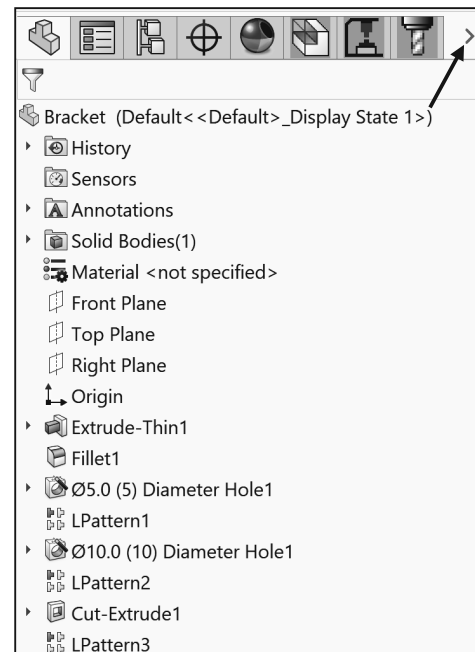 Bracket (Default<<Default>_Display State 1>)
History
Sensors
Annotations
Solid Bodies(1)
Material <not specified>
Front Plane
Top Plane
Right Plane
Origin
Extrude-Thin1
Fillet1
Ø5.0 (5) Diameter Hole1
LPattern1
Ø10.0 (10) Diameter Hole1
LPattern2
Cut-Extrude1
LPattern3